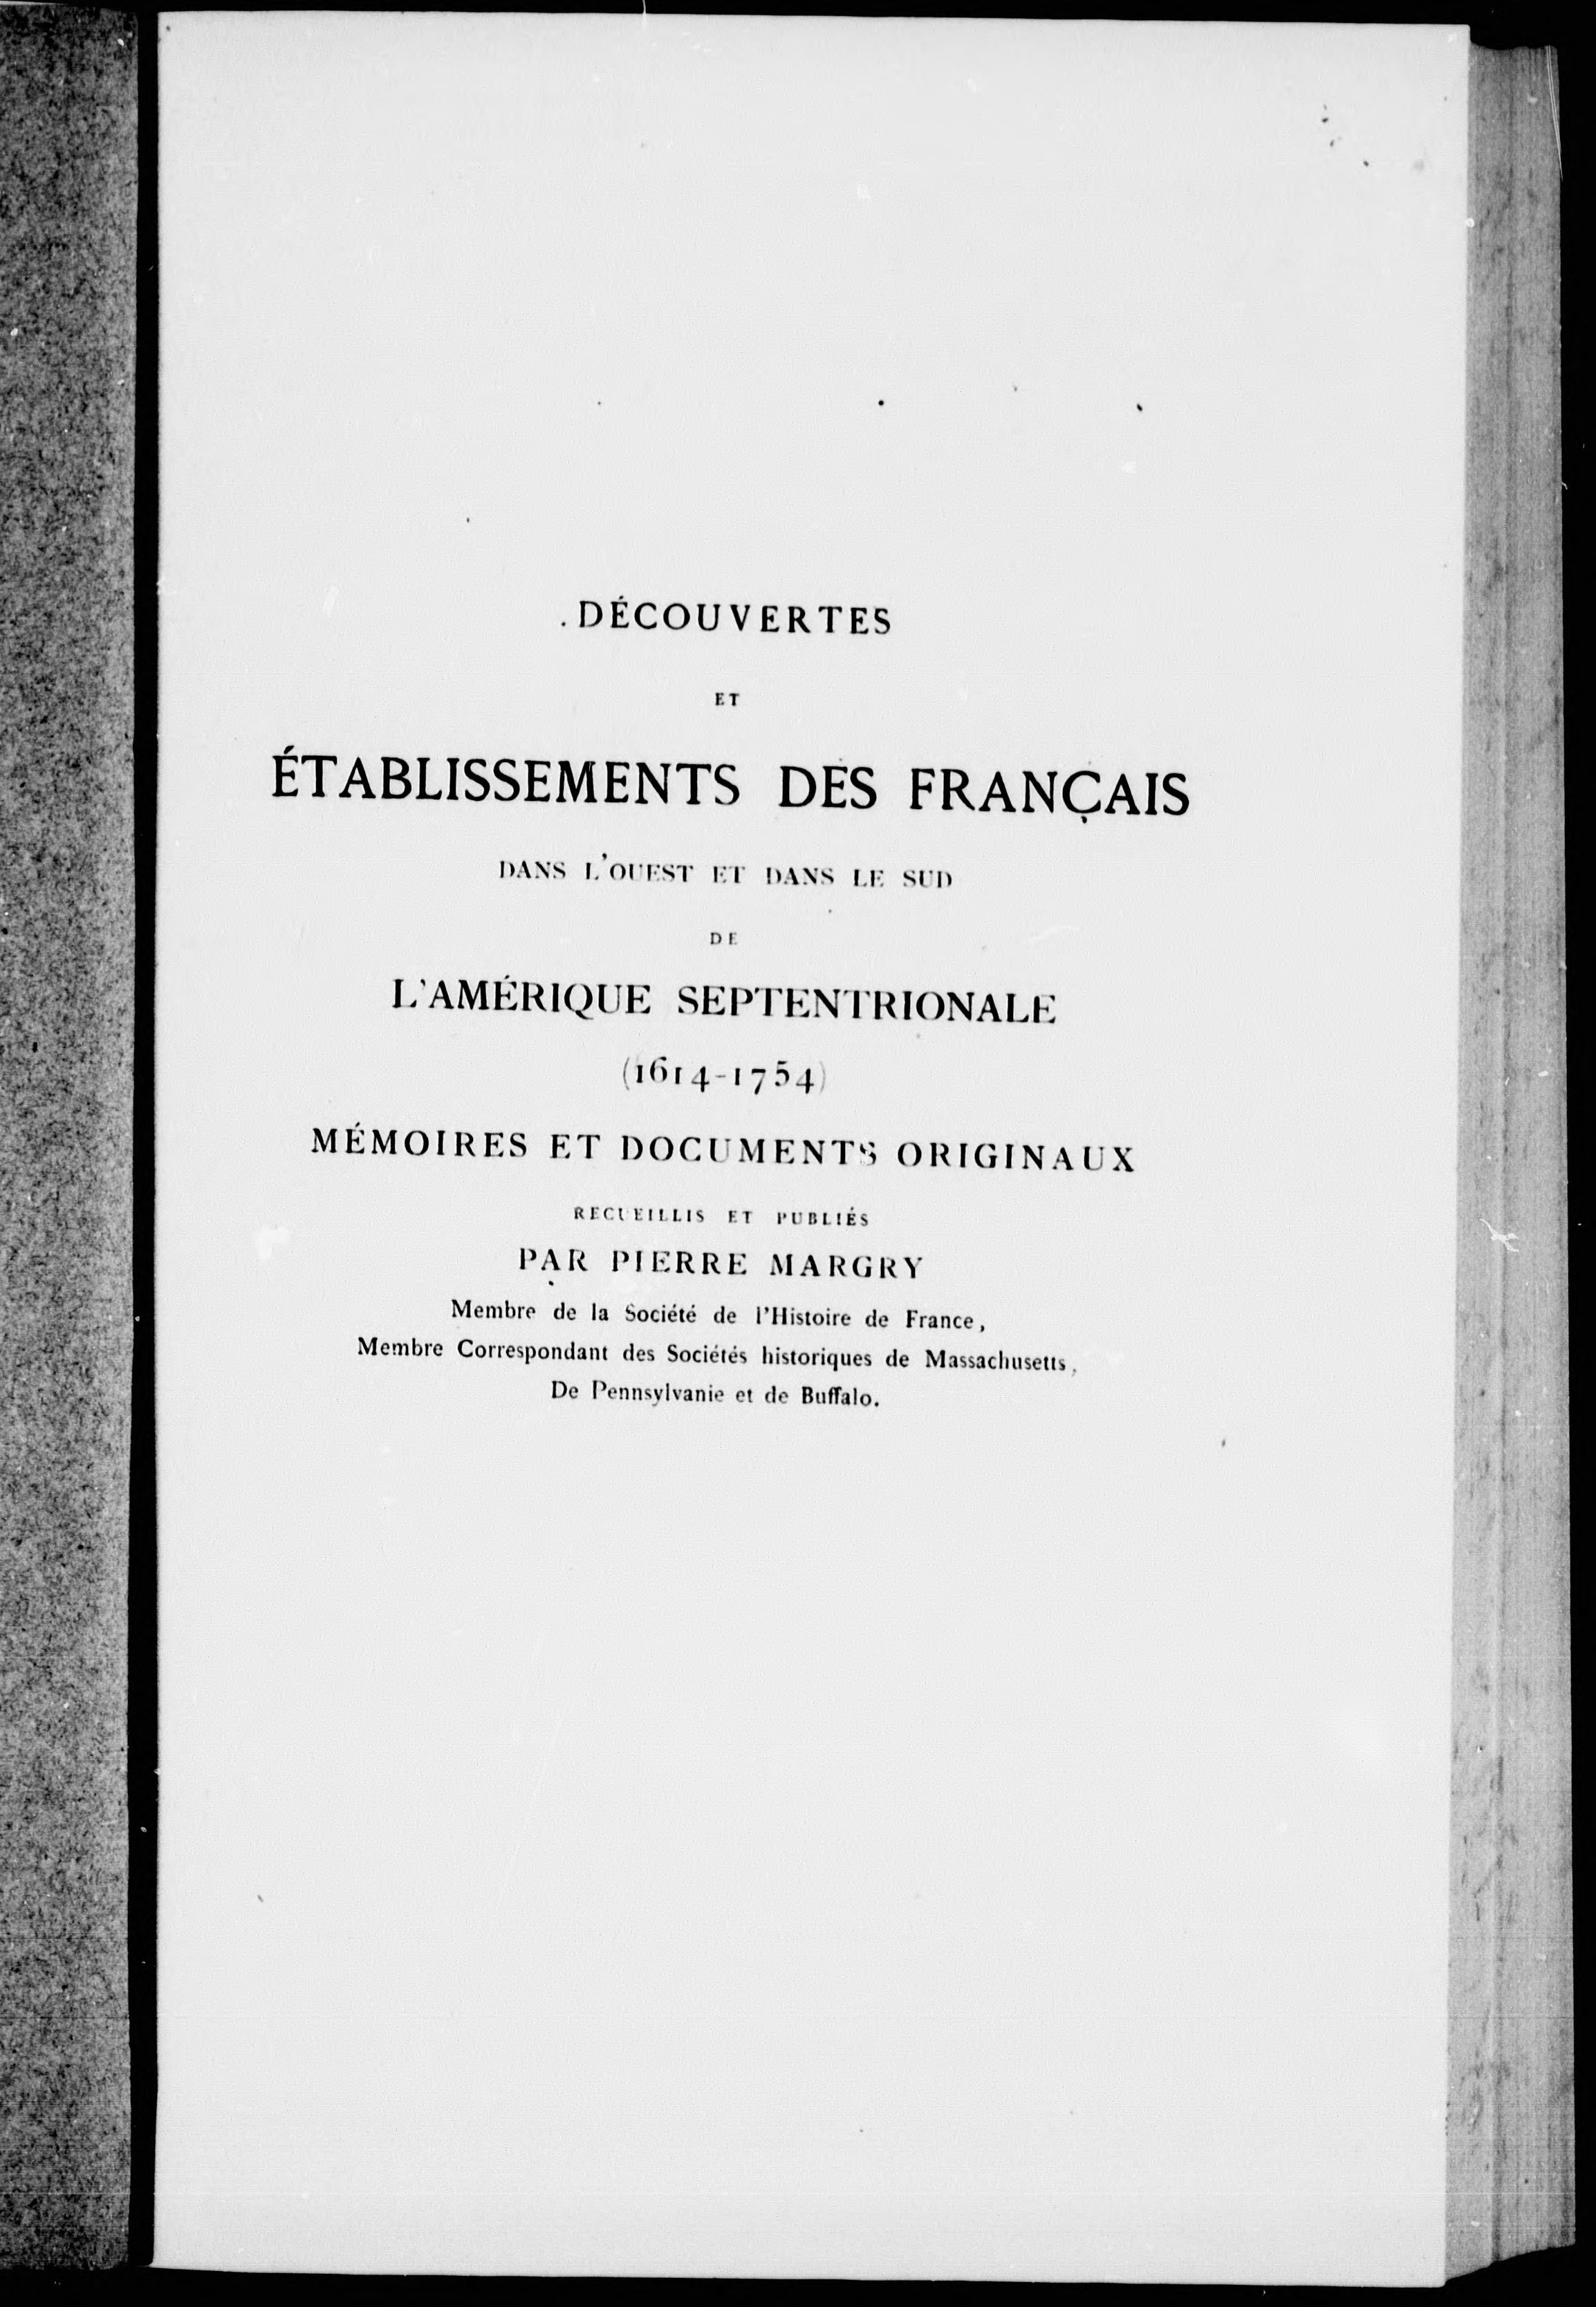 DÉCOUVERTES
ET
ÉTABLISSEMENTS DES FRANÇAIS
DANS L'OUEST ET DANS LE SUD
DE
L'AMÉRIQUE SEPTENTRIONALE
(1614-1754)
MÉMOIRES ET DOCUMENTS ORIGINAUX
RECUEILLIS ET PUBLIÉS
PAR PIERRE MARGRY
Membre de la Société de l'Histoire de France,
Membre Correspondant des Sociétés historiques de Massachusetts,
De Pennsylvanie et de Buffalo.